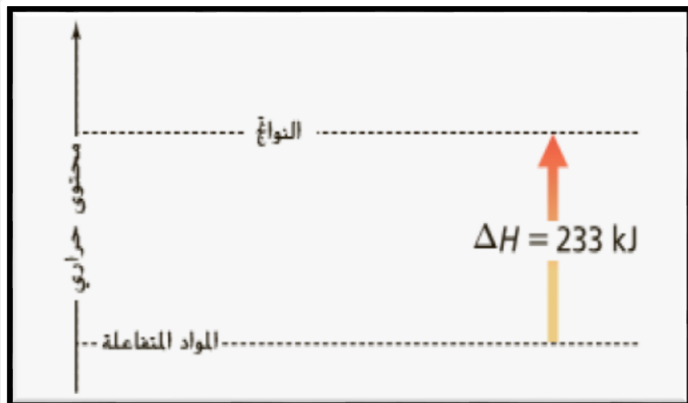 النواتج
محتوى حراري
ΔH = 233 kJ
المواد المتفاعلة